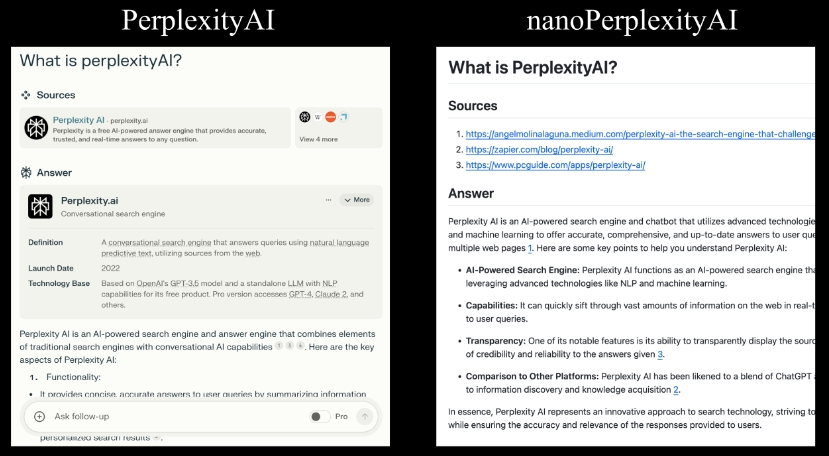 PerplexityAI
What is perplexityAI?
Sources
Perplexity AI · perplexity.ai
Perplexity is a free AI-powered answer engine that provides accurate,
trusted, and real-time answers to any question.
View 4 more
Answer
Perplexity.ai
Conversational search engine
... More
Definition A conversational search engine that answers queries using natural language
predictive text, utilizing sources from the web.
Launch Date 2022
Technology Base Based on OpenAI's GPT-3.5 model and a standalone LLM with NLP
capabilities for its free product. Pro version accesses GPT-4, Claude 2, and
others.
Perplexity AI is an AI-powered search engine and answer engine that combines elements
of traditional search engines with conversational AI capabilities. Here are the key
aspects of Perplexity AI:
1. Functionality:
• It provides concise, accurate answers to user queries by summarizing information
Ask follow-up Pro
personalized search results
nanoPerplexityAI
What is PerplexityAI?
Sources
1. https://angelmolinalaguna.medium.com/perplexity-ai-the-search-engine-that-challenge
2. https://zapier.com/blog/perplexity-ai/
3. https://www.pcguide.com/apps/perplexity-ai/
Answer
Perplexity AI is an AI-powered search engine and chatbot that utilizes advanced technologie
and machine learning to offer accurate, comprehensive, and up-to-date answers to user que
multiple web pages 1. Here are some key points to help you understand Perplexity AI:
• AI-Powered Search Engine: Perplexity AI functions as an AI-powered search engine tha
leveraging advanced technologies like NLP and machine learning.
• Capabilities: It can quickly sift through vast amounts of information on the web in real-t
to user queries.
• Transparency: One of its notable features is its ability to transparently display the sourc
of credibility and reliability to the answers given 3.
• Comparison to Other Platforms: Perplexity AI has been likened to a blend of ChatGPT
to information discovery and knowledge acquisition 2.
In essence, Perplexity AI represents an innovative approach to search technology, striving to
while ensuring the accuracy and relevance of the responses provided to users.